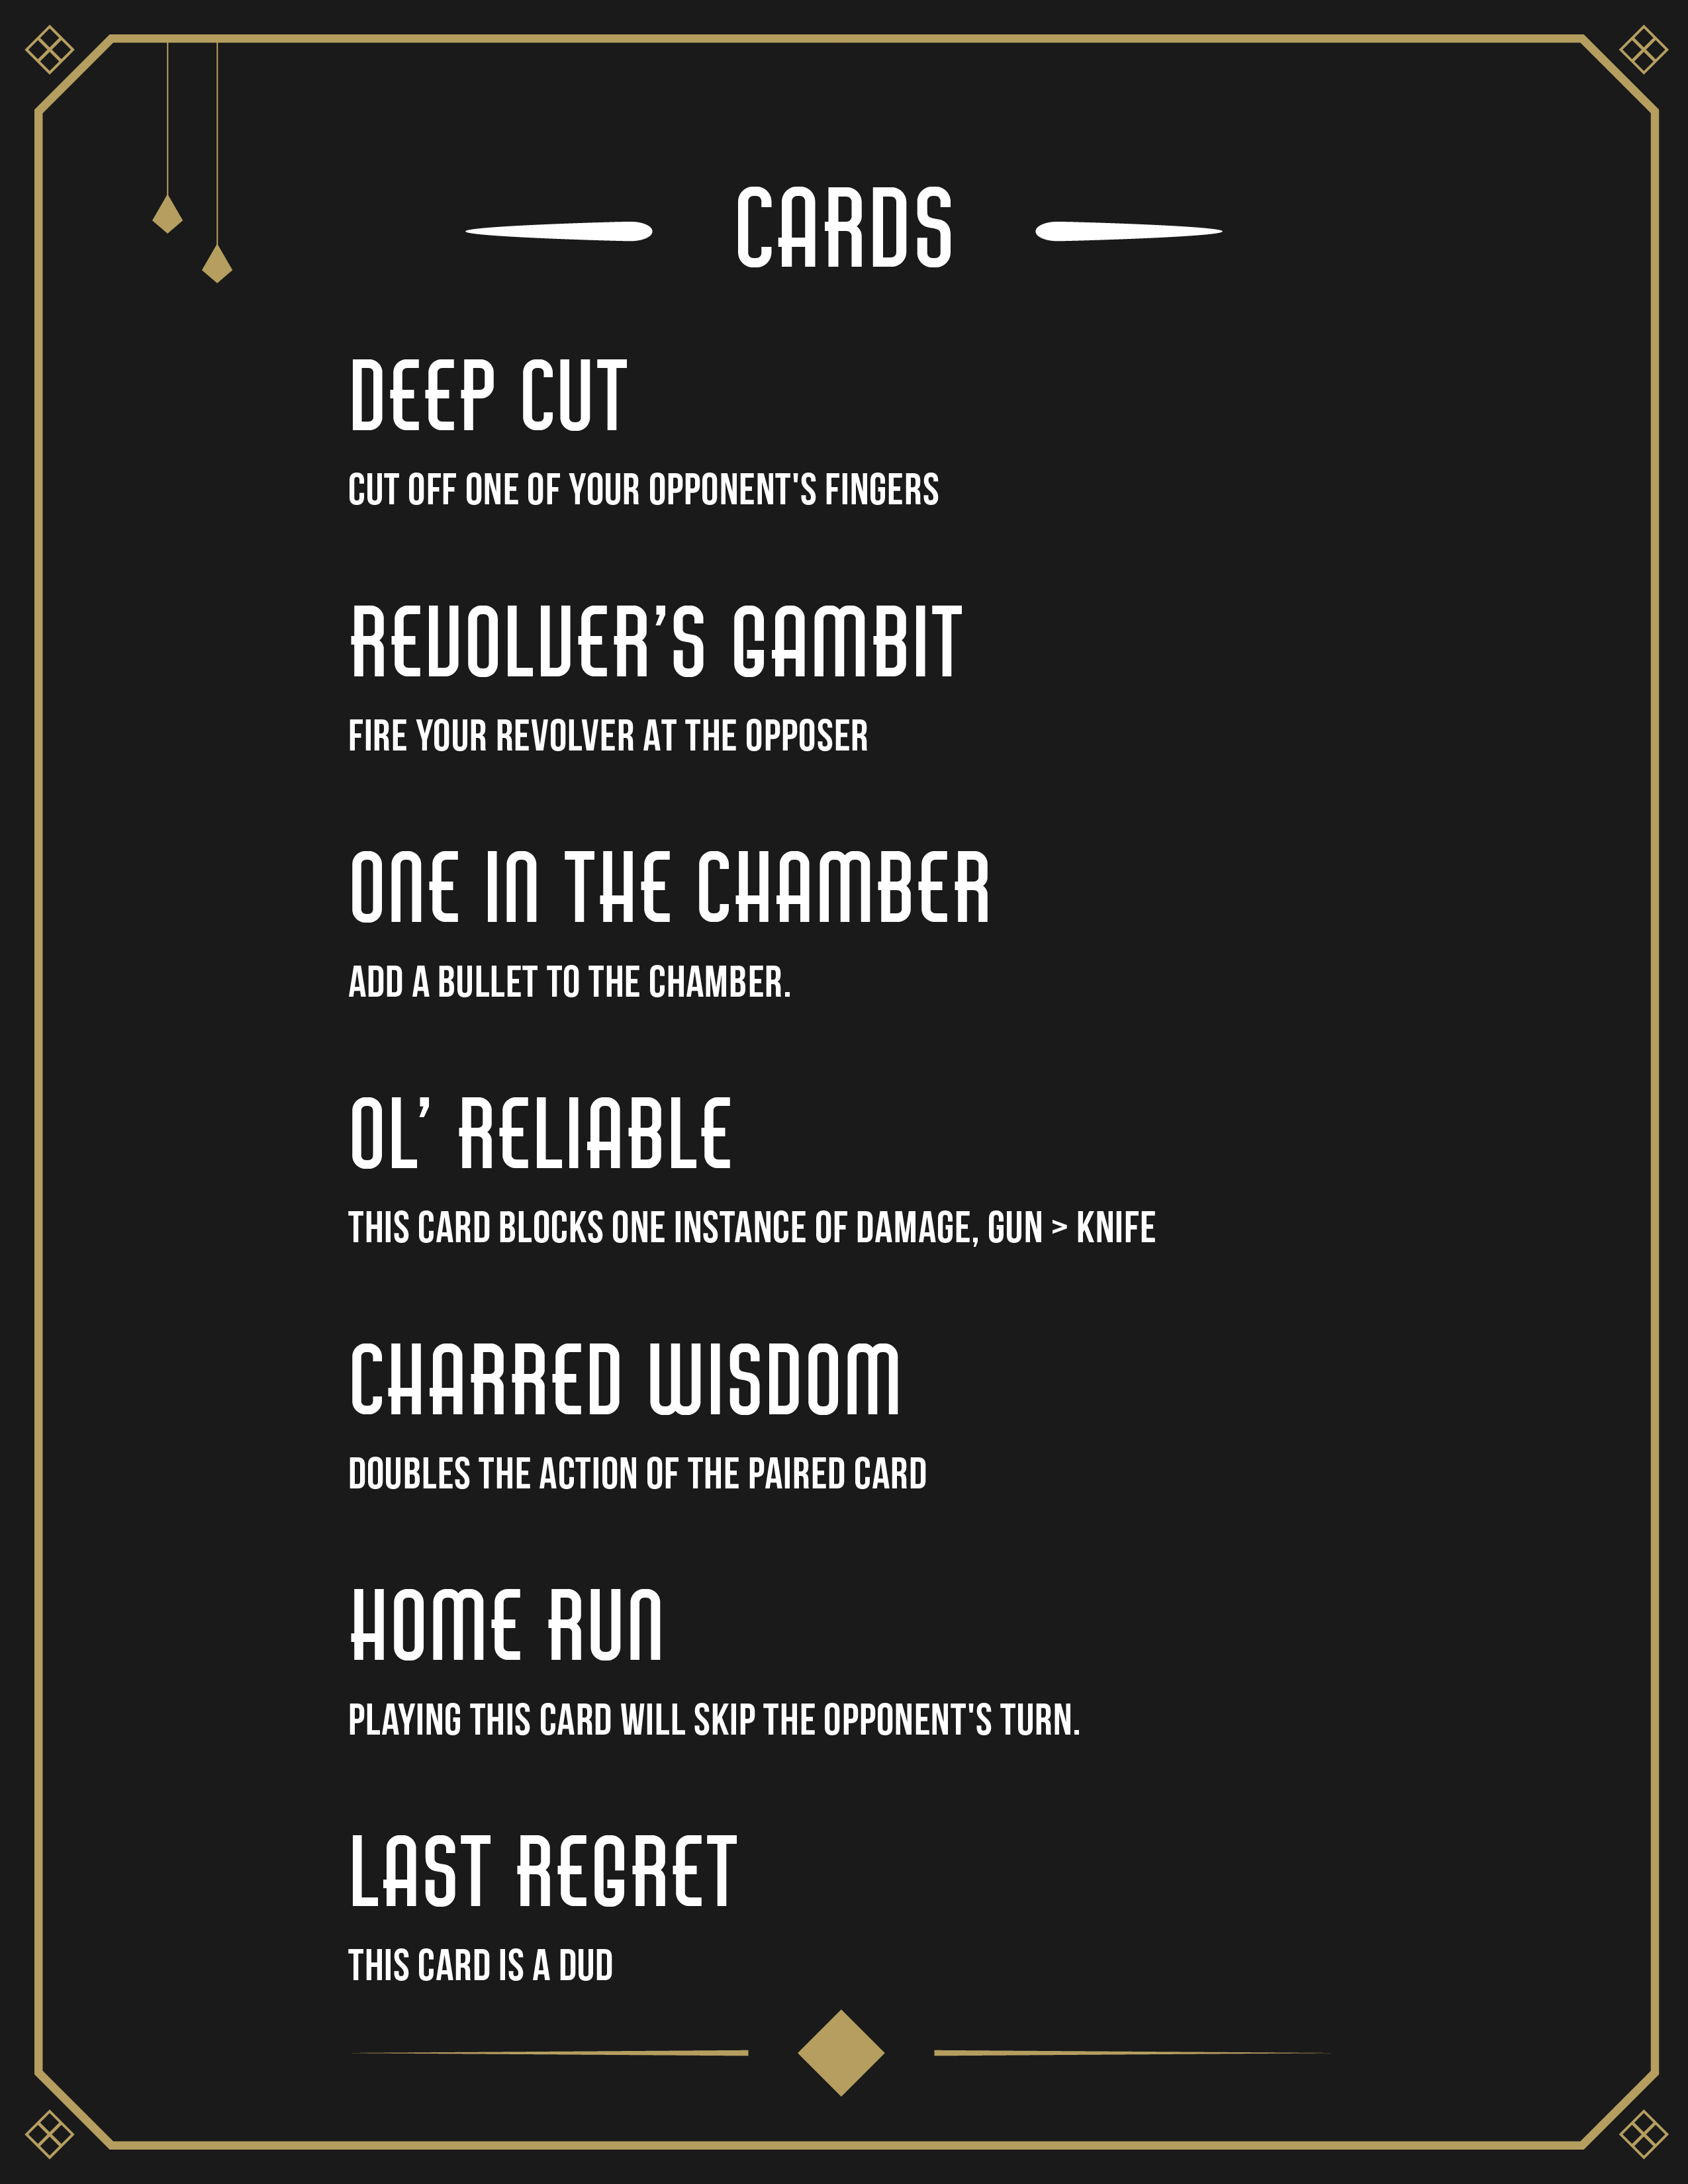 CARDS
DEEP CUT
CUT OFF ONE OF YOUR OPPONENT'S FINGERS
REVOLVER’S GAMBIT
FIRE YOUR REVOLVER AT THE OPPOSER
ONE IN THE CHAMBER
ADD A BULLET TO THE CHAMBER.
OL’ RELIABLE
THIS CARD BLOCKS ONE INSTANCE OF DAMAGE, GUN > KNIFE
CHARRED WISDOM
DOUBLES THE ACTION OF THE PAIRED CARD
HOME RUN
PLAYING THIS CARD WILL SKIP THE OPPONENT'S TURN.
LAST REGRET
THIS CARD IS A DUD